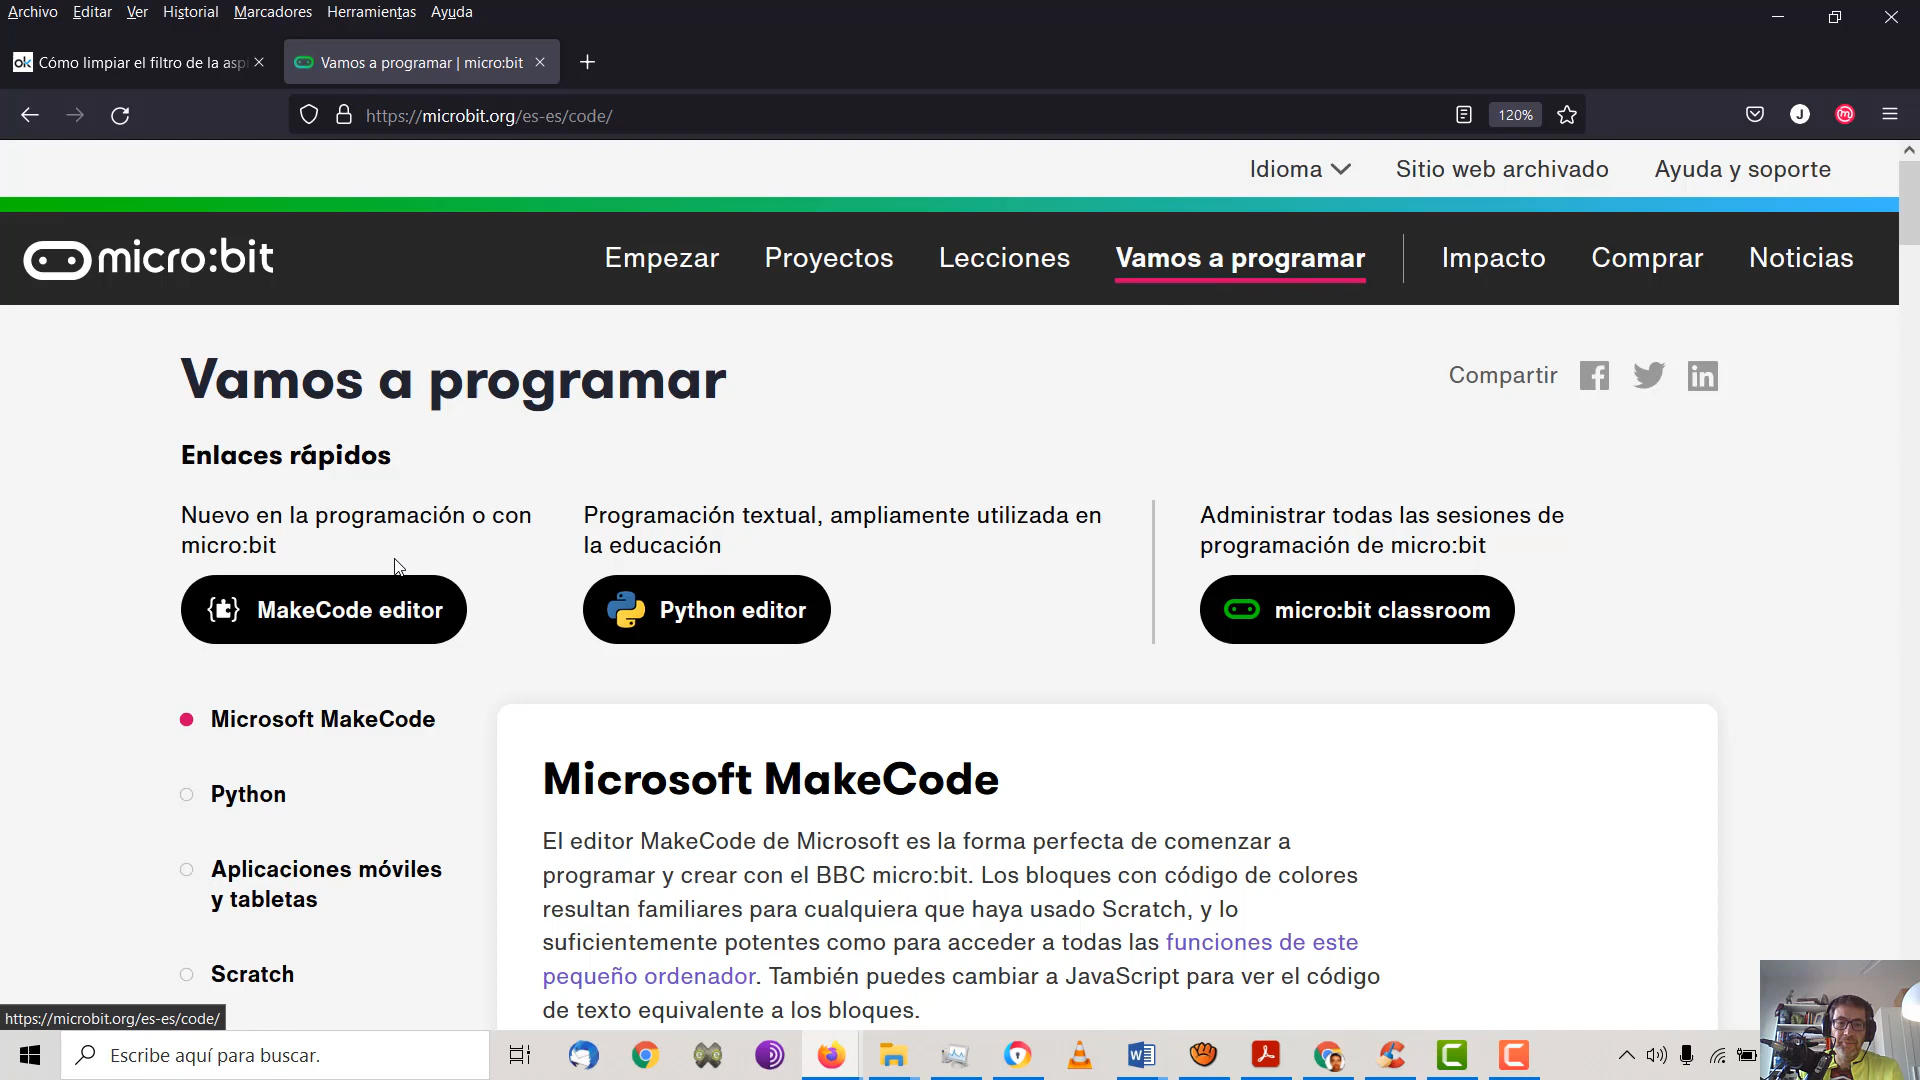 Archivo Editar Ver Historial Marcadores Herramientas Ayuda
ok Cómo limpiar el filtro de la asp
Vamos a programar | micro:bit
https://microbit.org/es-es/code/
120%
J
Idioma Sitio web archivado Ayuda y soporte
micro:bit Empezar Proyectos Lecciones Vamos a programar Impacto Comprar Noticias
Vamos a programar
Compartir
Enlaces rápidos
Nuevo en la programación o con
micro:bit
MakeCode editor
Programación textual, ampliamente utilizada en
la educación
Python editor
Administrar todas las sesiones de
programación de micro:bit
micro:bit classroom
Microsoft MakeCode
Python
Aplicaciones móviles
y tabletas
Scratch
Microsoft MakeCode
El editor MakeCode de Microsoft es la forma perfecta de comenzar a
programar y crear con el BBC micro:bit. Los bloques con código de colores
resultan familiares para cualquiera que haya usado Scratch, y lo
suficientemente potentes como para acceder a todas las funciones de este
pequeño ordenador. También puedes cambiar a JavaScript para ver el código
de texto equivalente a los bloques.
https://microbit.org/es-es/code/
Escribe aquí para buscar.